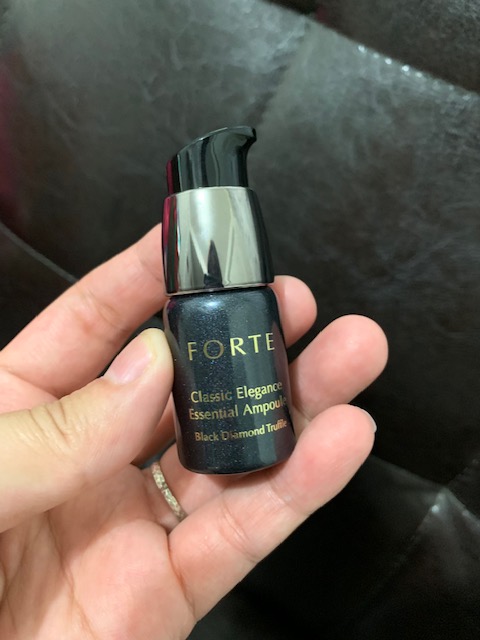 FORTE
Classic Elegance
Essential Ampoule
Black Diamond Truffle